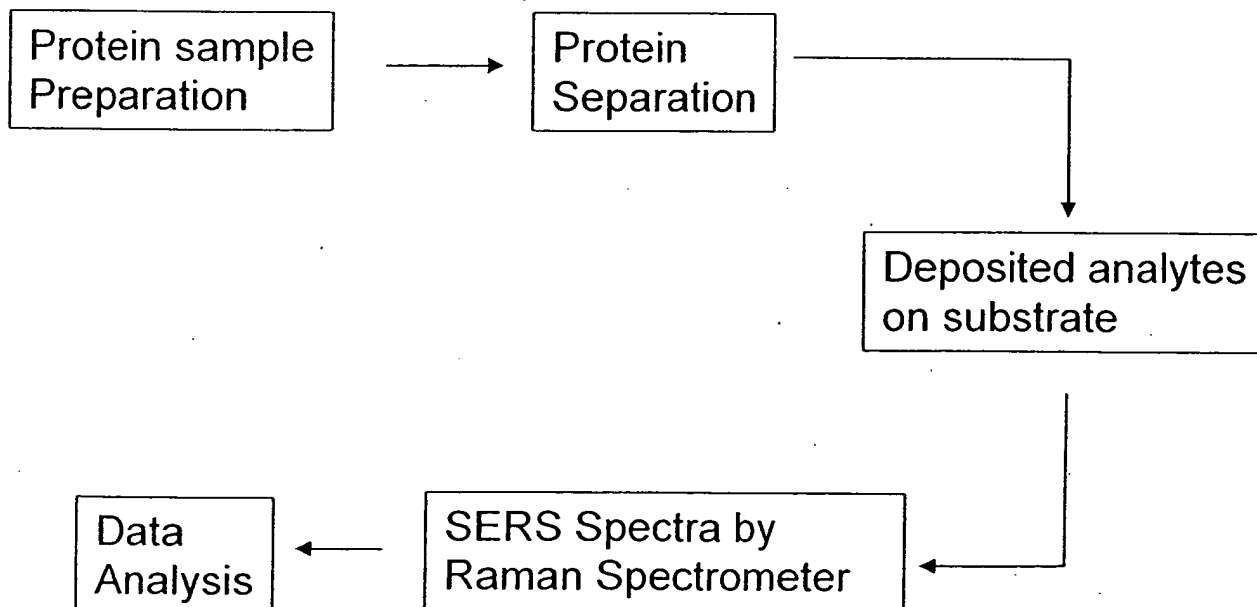 Protein sample
Preparation
Protein
Separation
Deposited analytes
on substrate
SERS Spectra by
Raman Spectrometer
Data
Analysis